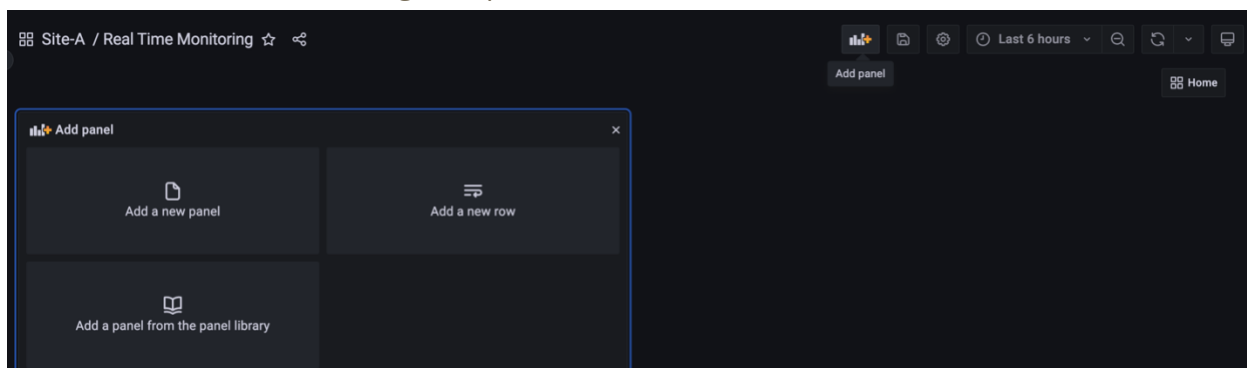 Site-A / Real Time Monitoring
Last 6 hours
Add panel
Home
Add panel
Add a new panel
Add a new row
Add a panel from the panel library